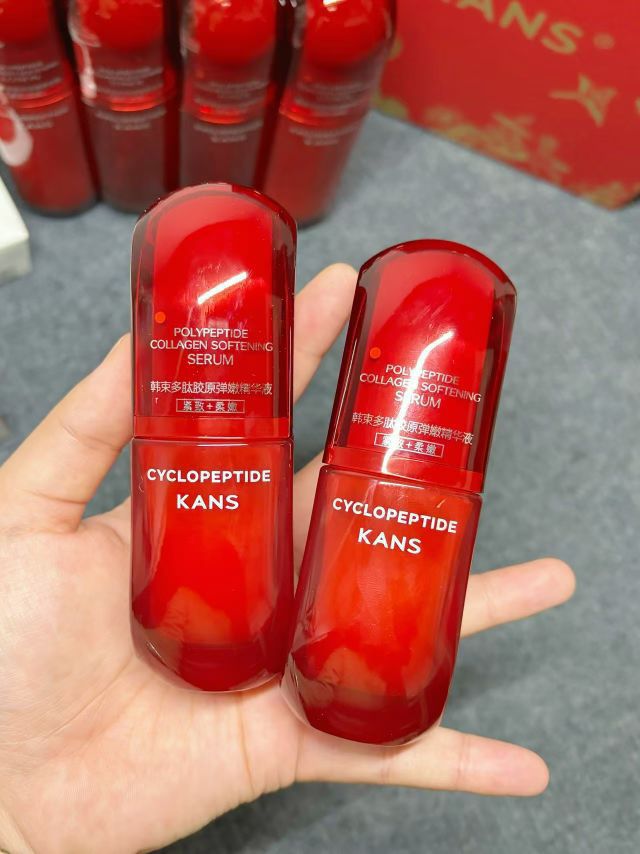 KANS®
POLYPEPTIDE
COLLAGEN SOFTENING
SERUM
韩束多肽胶原弹嫩精华液
紧致+柔嫩
CYCLOPEPTIDE
KANS
POLYPEPTIDE
COLLAGEN SOFTENING
SERUM
韩束多肽胶原弹嫩精华液
紧致+柔嫩
CYCLOPEPTIDE
KANS